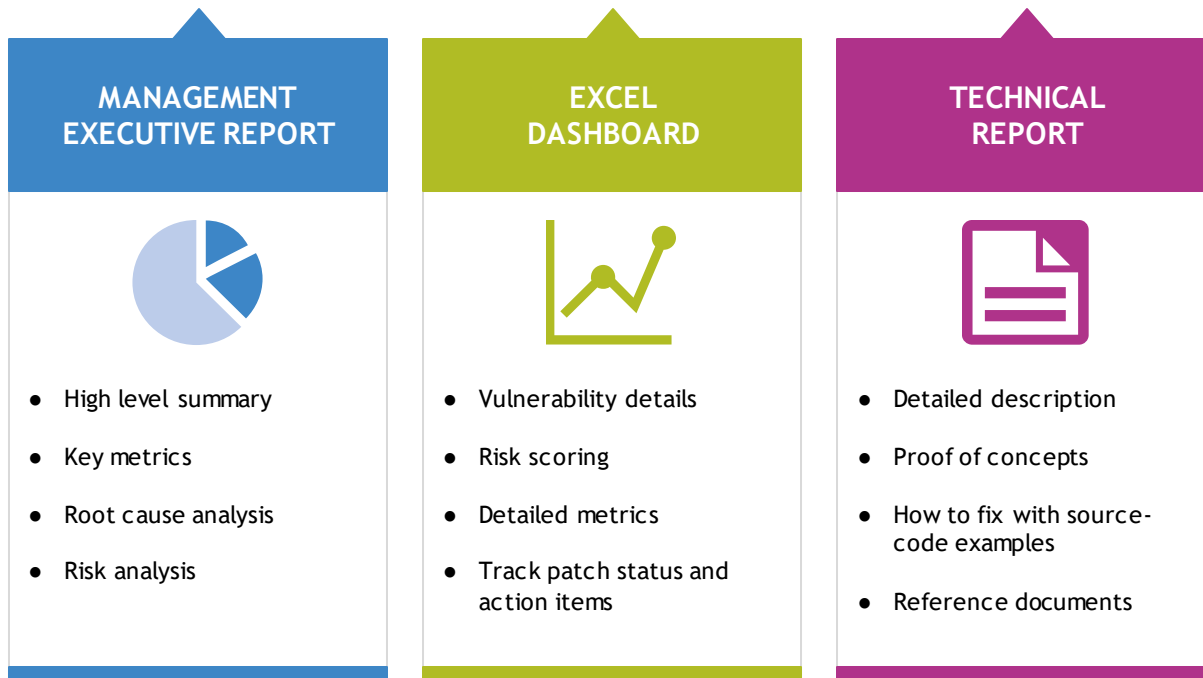 MANAGEMENT
EXECUTIVE REPORT
● High level summary
● Key metrics
● Root cause analysis
● Risk analysis
EXCEL
DASHBOARD
● Vulnerability details
● Risk scoring
● Detailed metrics
● Track patch status and
action items
TECHNICAL
REPORT
● Detailed description
● Proof of concepts
● How to fix with source-
code examples
● Reference documents